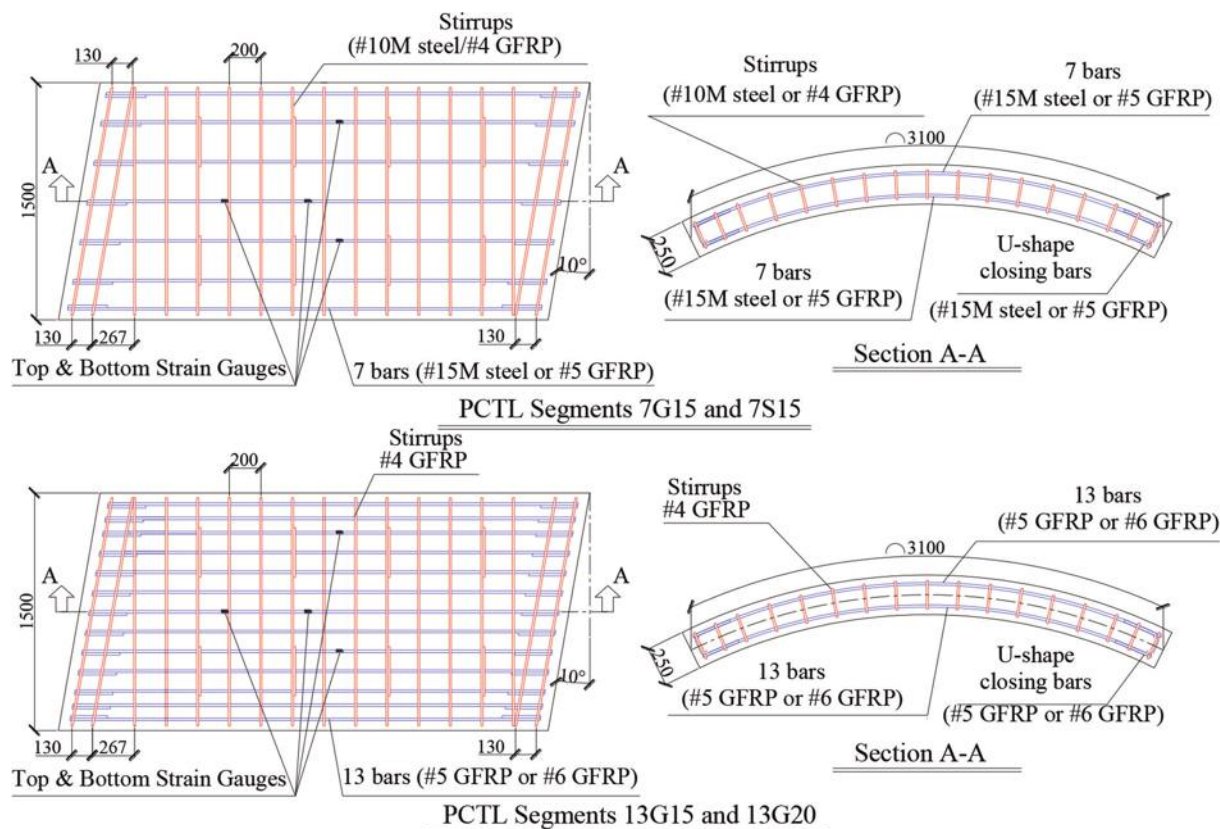 Stirrups
(#10M steel/#4 GFRP)
130
200
1500
A
A
10°
130
267
130
Top & Bottom Strain Gauges
7 bars (#15M steel or #5 GFRP)
Stirrups
(#10M steel or #4 GFRP)
7 bars
(#15M steel or #5 GFRP)
3100
250
7 bars
(#15M steel or #5 GFRP)
U-shape
closing bars
(#15M steel or #5 GFRP)
Section A-A
PCTL Segments 7G15 and 7S15
Stirrups
#4 GFRP
200
1500
A
A
10°
130
267
130
Top & Bottom Strain Gauges
13 bars (#5 GFRP or #6 GFRP)
Stirrups
#4 GFRP
13 bars
(#5 GFRP or #6 GFRP)
3100
250
13 bars
(#5 GFRP or #6 GFRP)
U-shape
closing bars
(#5 GFRP or #6 GFRP)
Section A-A
PCTL Segments 13G15 and 13G20